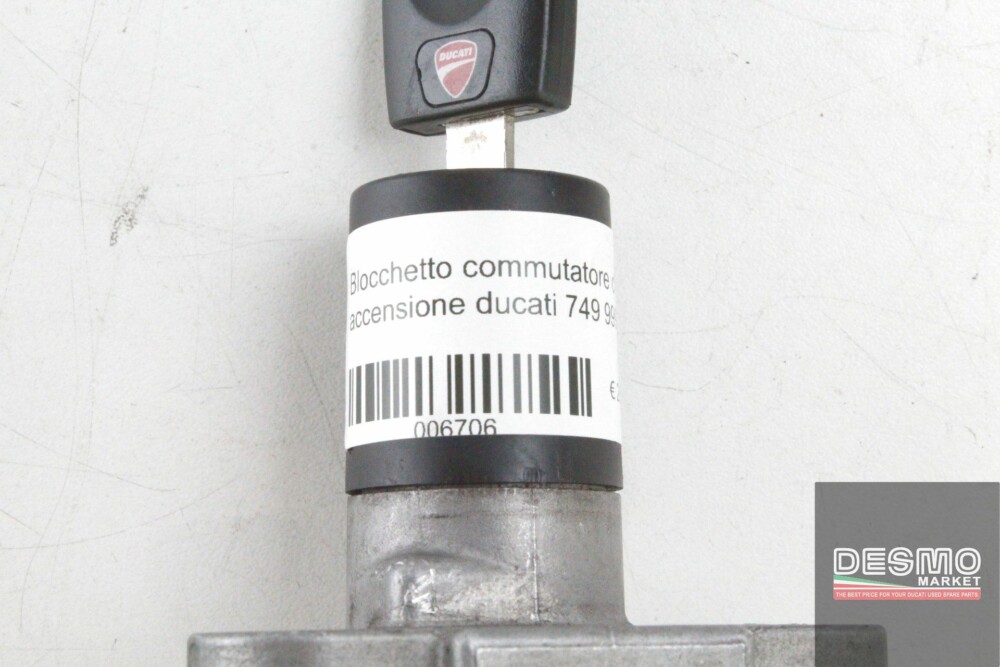 DUCATI
Blocchetto commutatore
accensione ducati 749
006706
€
DESMO
MARKET
THE BEST PRICE FOR YOUR DUCATI USED SPARE PARTS